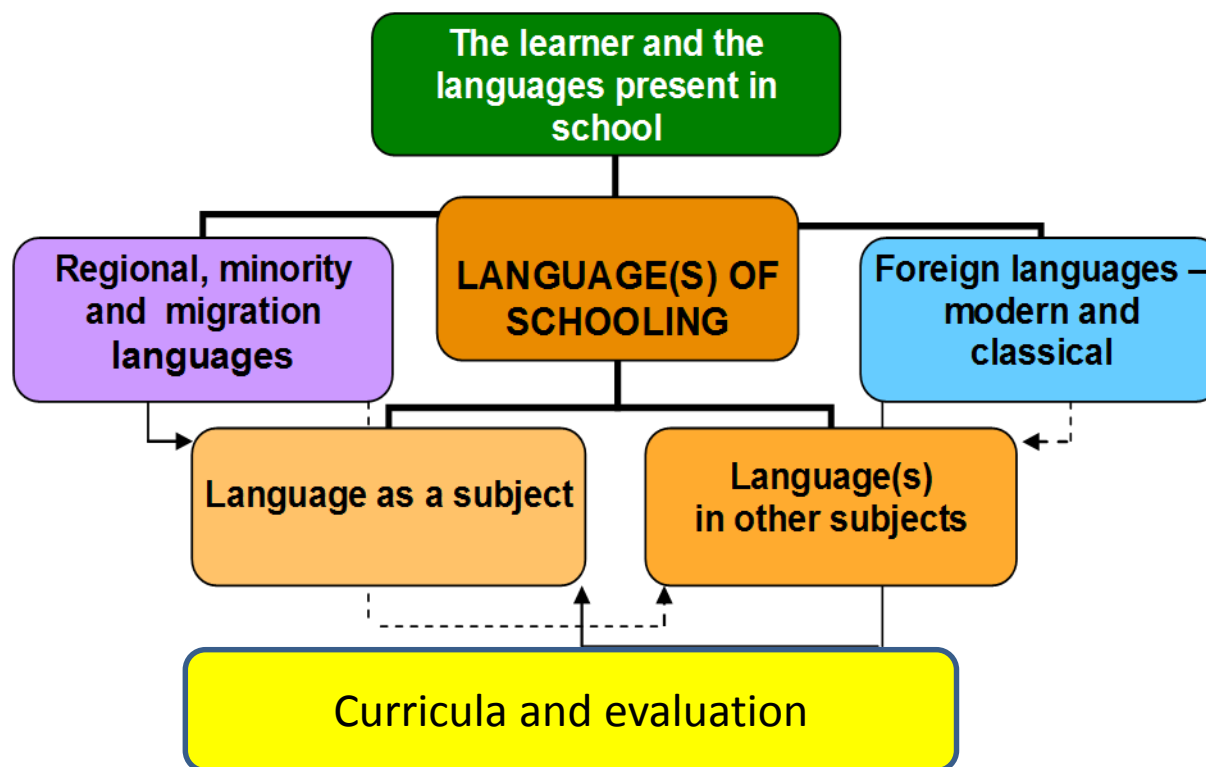 The learner and the
languages present in
school
LANGUAGE(S) OF
SCHOOLING
Regional, minority
and migration
languages
Foreign languages –
modern and
classical
Language as a subject
Language(s)
in other subjects
Curricula and evaluation